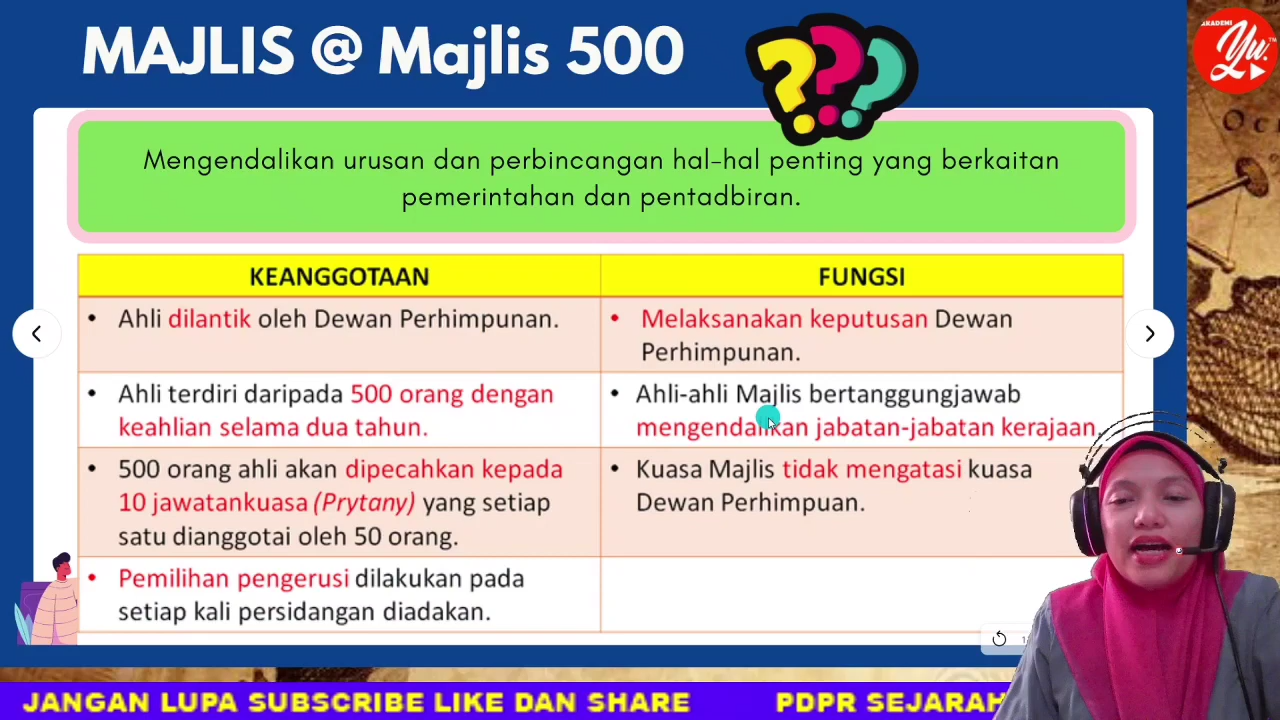 MAJLIS @ Majlis 500
AKADEMI
Yu.
TM
Mengendalikan urusan dan perbincangan hal-hal penting yang berkaitan
pemerintahan dan pentadbiran.
KEANGGOTAAN
FUNGSI
• Ahli dilantik oleh Dewan Perhimpunan.
• Melaksanakan keputusan Dewan
Perhimpunan.
• Ahli terdiri daripada 500 orang dengan
keahlian selama dua tahun.
• Ahli-ahli Majlis bertanggungjawab
mengendalikan jabatan-jabatan kerajaan.
• 500 orang ahli akan dipecahkan kepada
10 jawatankuasa (Prytany) yang setiap
satu dianggotai oleh 50 orang.
• Kuasa Majlis tidak mengatasi kuasa
Dewan Perhimpuan.
• Pemilihan pengerusi dilakukan pada
setiap kali persidangan diadakan.
JANGAN LUPA SUBSCRIBE LIKE DAN SHARE
PDPR SEJARAH